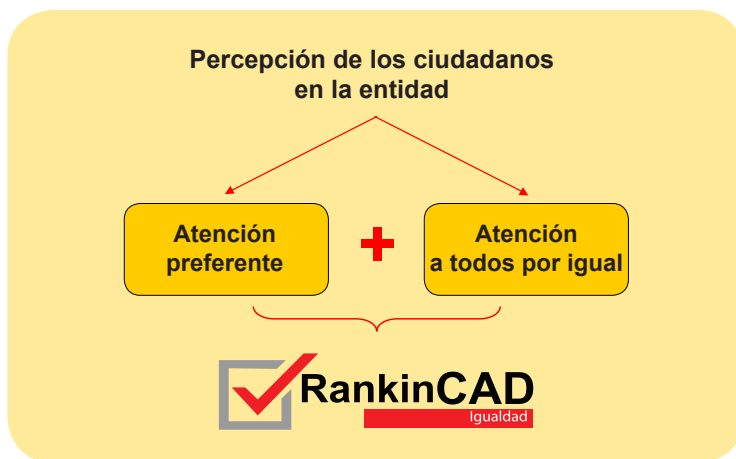 Percepción de los ciudadanos
en la entidad
Atención
preferente
+
Atención
a todos por igual
RankinCAD
Igualdad